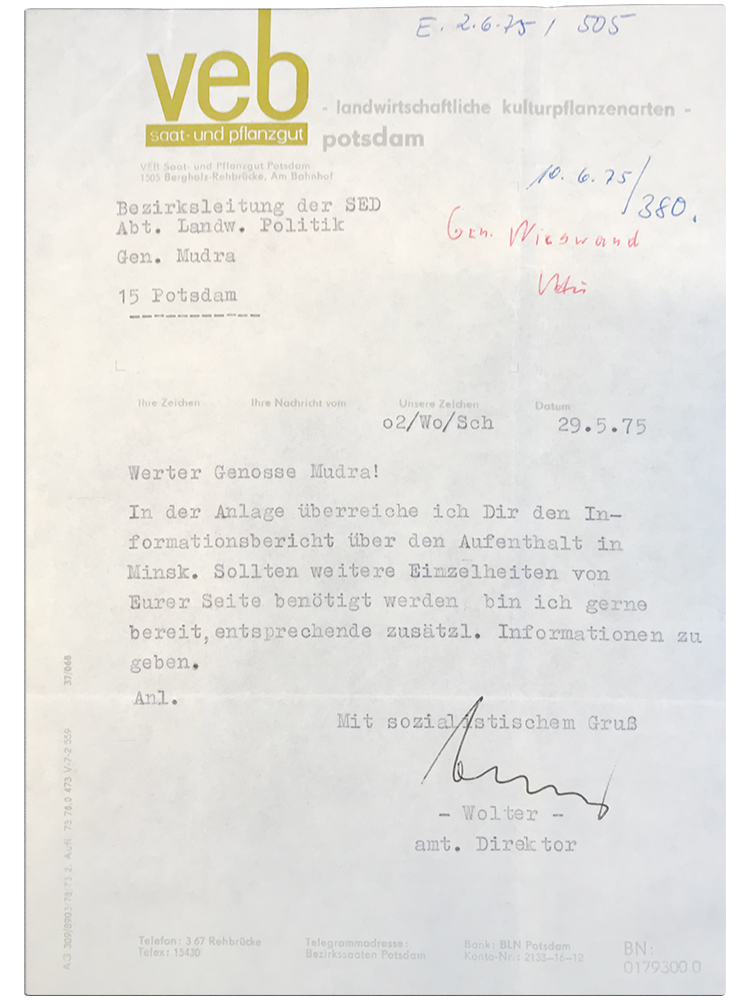 E. 2.6.75 / 505
veb
saat- und pflanzgut
- landwirtschaftliche kulturpflanzenarten -
potsdam
VEB Saat- und Pflanzgut Potsdam
1505 Bergholz-Rehbrücke, Am Bahnhof
10. 6. 75 / 380.
Bezirksleitung der SED
Abt. Landw. Politik
Gen. Mudra
15 Potsdam
Gen. Wieswand
Ihre Zeichen Ihre Nachricht vom Unsere Zeichen Datum
o2/Wo/Sch 29.5.75
Werter Genosse Mudra!
In der Anlage überreiche ich Dir den In-
formationsbericht über den Aufenthalt in
Minsk. Sollten weitere Einzelheiten von
Eurer Seite benötigt werden bin ich gerne
bereit, entsprechende zusätzl. Informationen zu
geben.
Anl.
Mit sozialistischem Gruß
- Wolter -
amt. Direktor
Telefon: 3 67 Rehbrücke
Telex: 15430
Telegrammadresse:
Bezirkssaaten Potsdam
Bank: BLN Potsdam
Konto-Nr.: 2133-16-12
BN:
0179300 0
37/068